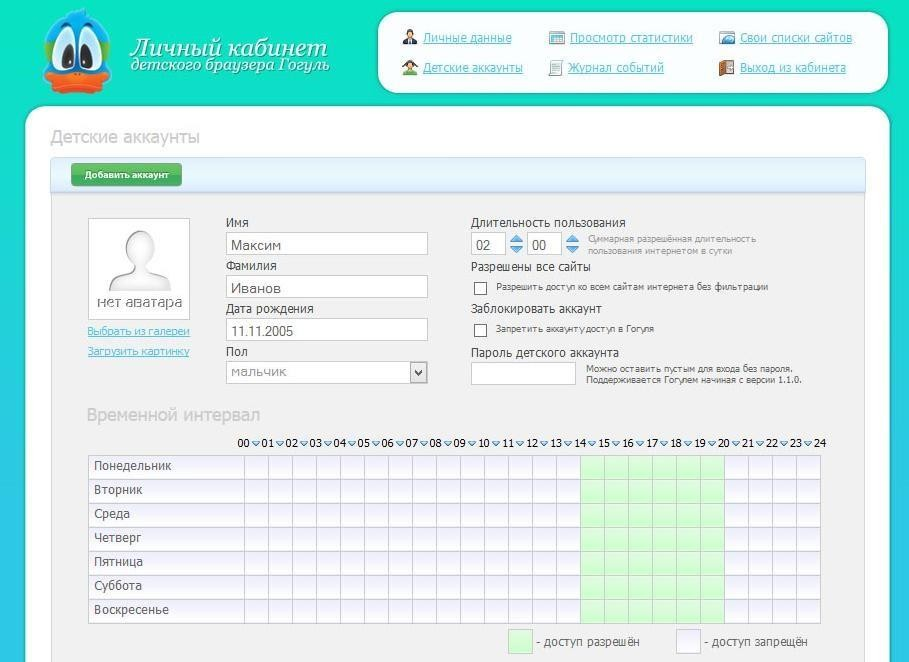 Личный кабинет
детского браузера Гогуль
Личные данные
Просмотр статистики
Свои списки сайтов
Детские аккаунты
Журнал событий
Выход из кабинета
Детские аккаунты
Добавить аккаунт
нет аватара
Выбрать из галереи
Загрузить картинку
Имя
Максим
Фамилия
Иванов
Дата рождения
11.11.2005
Пол
мальчик
Длительность пользования
02 00
Суммарная разрешённая длительность
пользования интернетом в сутки
Разрешены все сайты
Разрешить доступ ко всем сайтам интернета без фильтрации
Заблокировать аккаунт
Запретить аккаунту доступ в Гогуля
Пароль детского аккаунта
Можно оставить пустым для входа без пароля.
Поддерживается Гогулем начиная с версии 1.1.0.
Временной интервал
00 01 02 03 04 05 06 07 08 09 10 11 12 13 14 15 16 17 18 19 20 21 22 23 24
Понедельник
Вторник
Среда
Четверг
Пятница
Суббота
Воскресенье
- доступ разрешён
- доступ запрещён